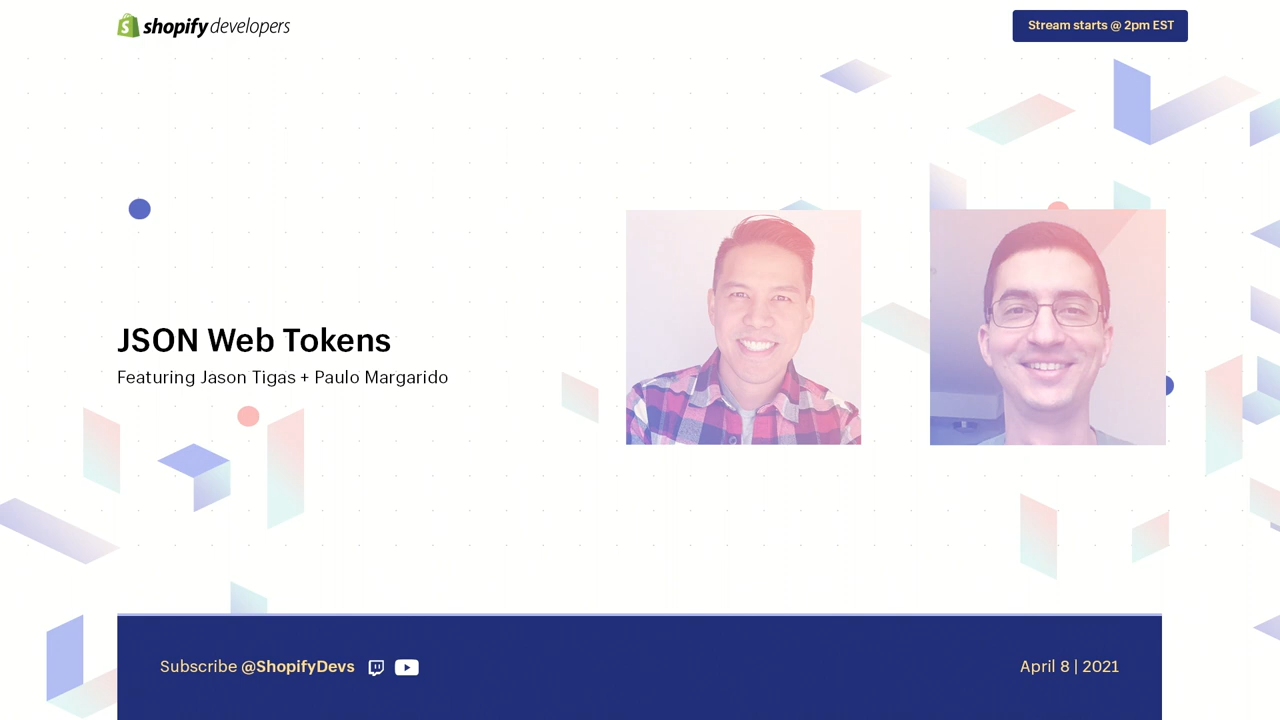 shopify developers
Stream starts @ 2pm EST
JSON Web Tokens
Featuring Jason Tigas + Paulo Margarido
Subscribe @ShopifyDevs
April 8 | 2021